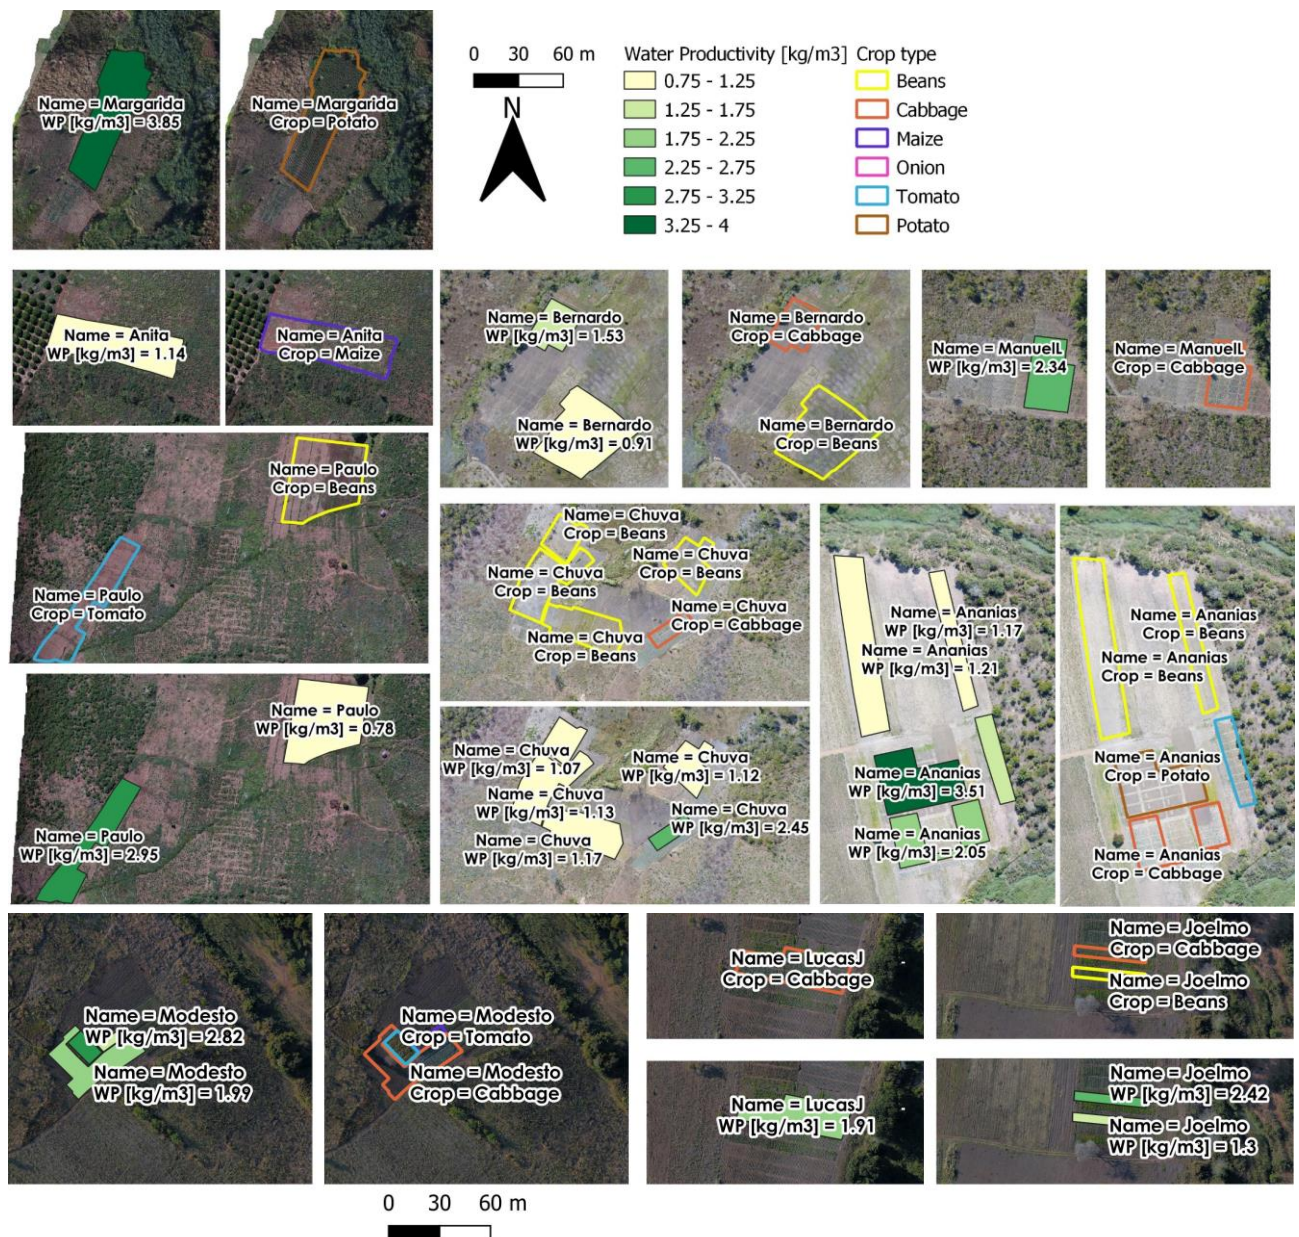 Name = Margarida
WP [kg/m3] = 3.85
Name = Margarida
Crop = Potato
0 30 60 m
N
Water Productivity [kg/m3]
0.75 - 1.25
1.25 - 1.75
1.75 - 2.25
2.25 - 2.75
2.75 - 3.25
3.25 - 4
Crop type
Beans
Cabbage
Maize
Onion
Tomato
Potato
Name = Anita
WP [kg/m3] = 1.14
Name = Anita
Crop = Maize
Name = Bernardo
WP [kg/m3] = 1.53
Name = Bernardo
WP [kg/m3] = 0.91
Name = Bernardo
Crop = Cabbage
Name = Bernardo
Crop = Beans
Name = ManuelL
WP [kg/m3] = 2.34
Name = ManuelL
Crop = Cabbage
Name = Paulo
Crop = Beans
Name = Paulo
Crop = Tomato
Name = Chuva
Crop = Beans
Name = Chuva
Crop = Beans
Name = Chuva
Crop = Beans
Name = Chuva
Crop = Cabbage
Name = Chuva
Crop = Beans
Name = Ananias
WP [kg/m3] = 1.17
Name = Ananias
WP [kg/m3] = 1.21
Name = Ananias
WP [kg/m3] = 3.51
Name = Ananias
WP [kg/m3] = 2.05
Name = Ananias
Crop = Beans
Name = Ananias
Crop = Beans
Name = Ananias
Crop = Potato
Name = Ananias
Crop = Cabbage
Name = Paulo
WP [kg/m3] = 0.78
Name = Paulo
WP [kg/m3] = 2.95
Name = Chuva
WP [kg/m3] = 1.07
Name = Chuva
WP [kg/m3] = 1.12
Name = Chuva
WP [kg/m3] = 1.13
Name = Chuva
WP [kg/m3] = 2.45
Name = Chuva
WP [kg/m3] = 1.17
Name = Modesto
WP [kg/m3] = 2.82
Name = Modesto
WP [kg/m3] = 1.99
Name = Modesto
Crop = Tomato
Name = Modesto
Crop = Cabbage
Name = LucasJ
Crop = Cabbage
Name = Joelmo
Crop = Cabbage
Name = Joelmo
Crop = Beans
Name = LucasJ
WP [kg/m3] = 1.91
Name = Joelmo
WP [kg/m3] = 2.42
Name = Joelmo
WP [kg/m3] = 1.3
0 30 60 m